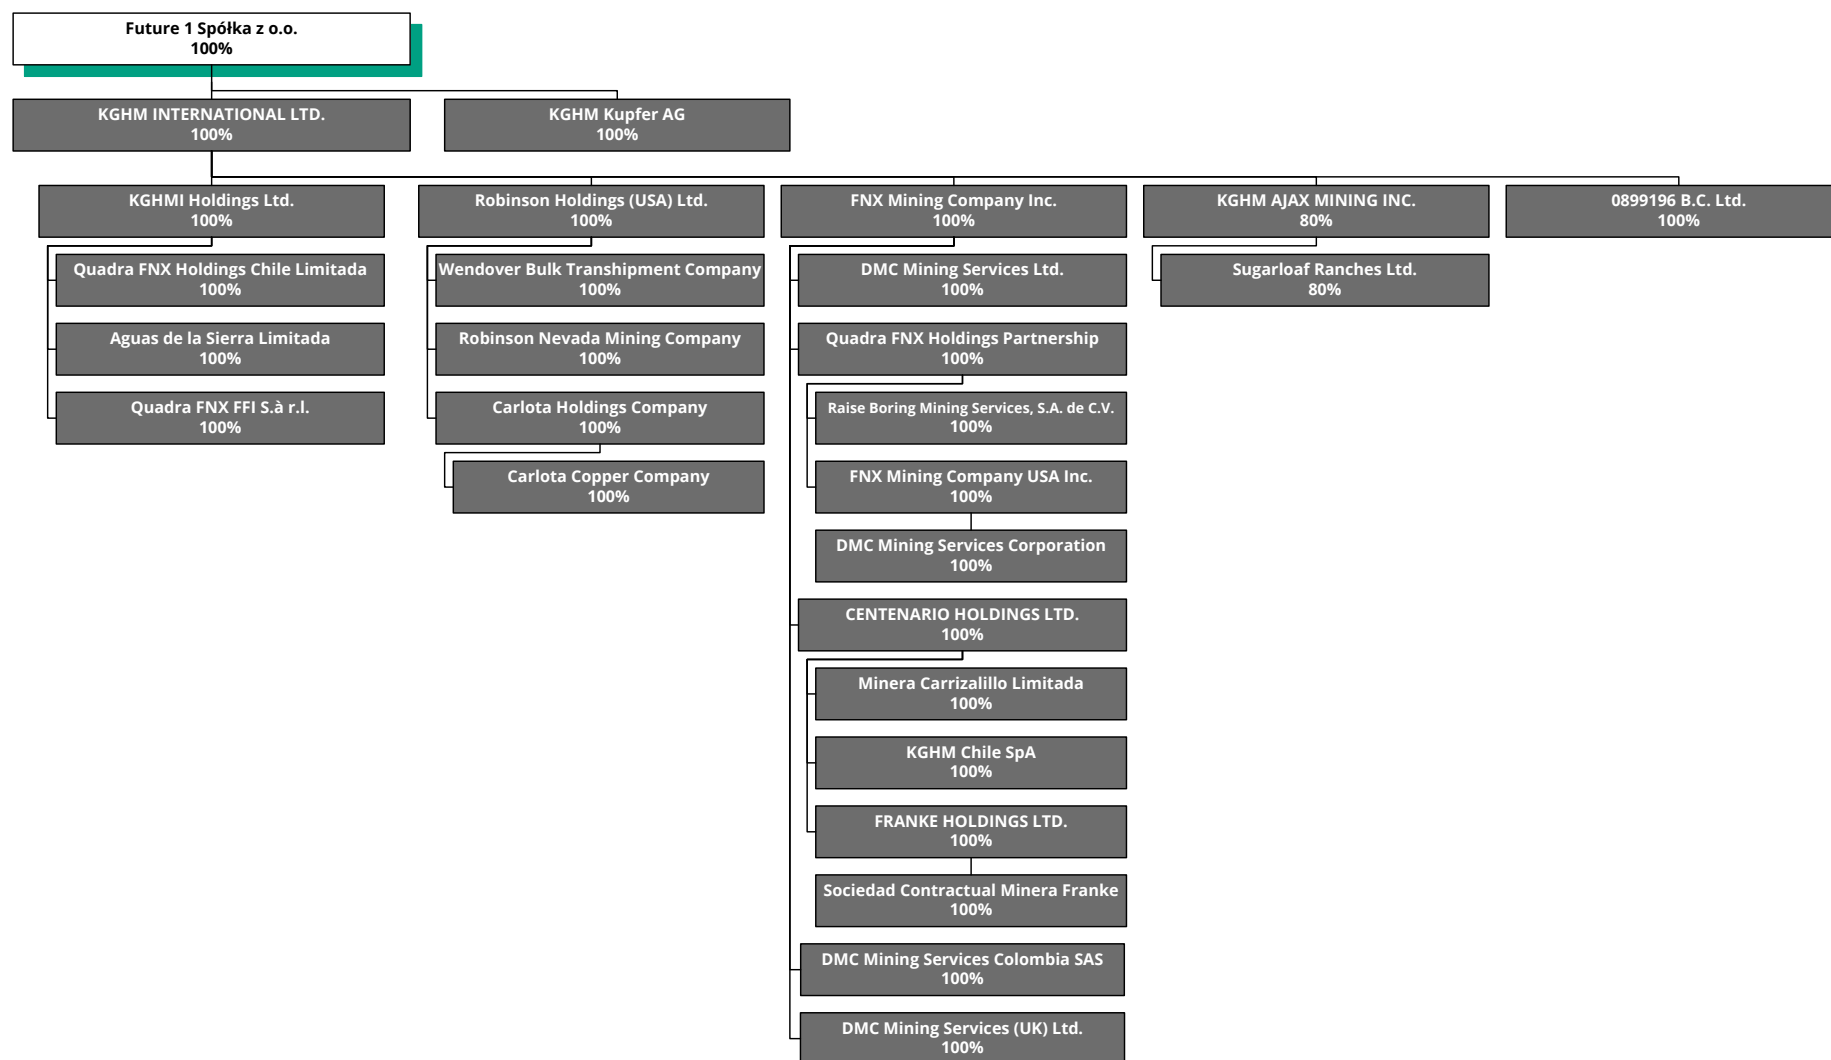 Future 1 Spółka z o.o.
100%
KGHM INTERNATIONAL LTD.
100%
KGHM Kupfer AG
100%
KGHMI Holdings Ltd.
100%
Robinson Holdings (USA) Ltd.
100%
FNX Mining Company Inc.
100%
KGHM AJAX MINING INC.
80%
0899196 B.C. Ltd.
100%
Quadra FNX Holdings Chile Limitada
100%
Aguas de la Sierra Limitada
100%
Quadra FNX FFI S.à r.l.
100%
Wendover Bulk Transhipment Company
100%
Robinson Nevada Mining Company
100%
Carlota Holdings Company
100%
Carlota Copper Company
100%
DMC Mining Services Ltd.
100%
Quadra FNX Holdings Partnership
100%
Raise Boring Mining Services, S.A. de C.V.
100%
FNX Mining Company USA Inc.
100%
DMC Mining Services Corporation
100%
CENTENARIO HOLDINGS LTD.
100%
Minera Carrizalillo Limitada
100%
KGHM Chile SpA
100%
FRANKE HOLDINGS LTD.
100%
Sociedad Contractual Minera Franke
100%
DMC Mining Services Colombia SAS
100%
DMC Mining Services (UK) Ltd.
100%
Sugarloaf Ranches Ltd.
80%